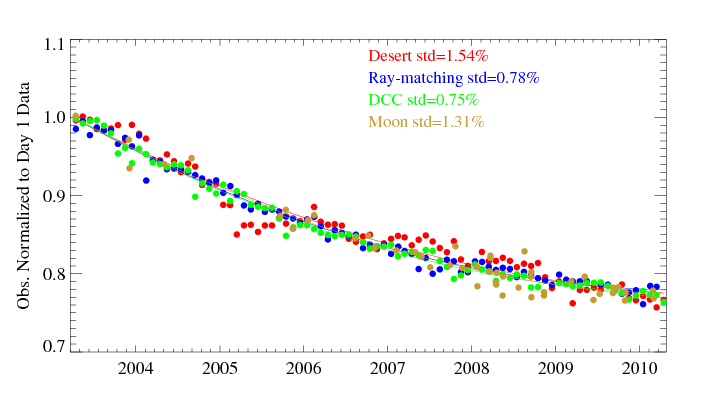 1.1
Desert std=1.54%
Ray-matching std=0.78%
DCC std=0.75%
Moon std=1.31%
1.0
0.9
0.8
0.7
Obs. Normalized to Day 1 Data
2004 2005 2006 2007 2008 2009 2010